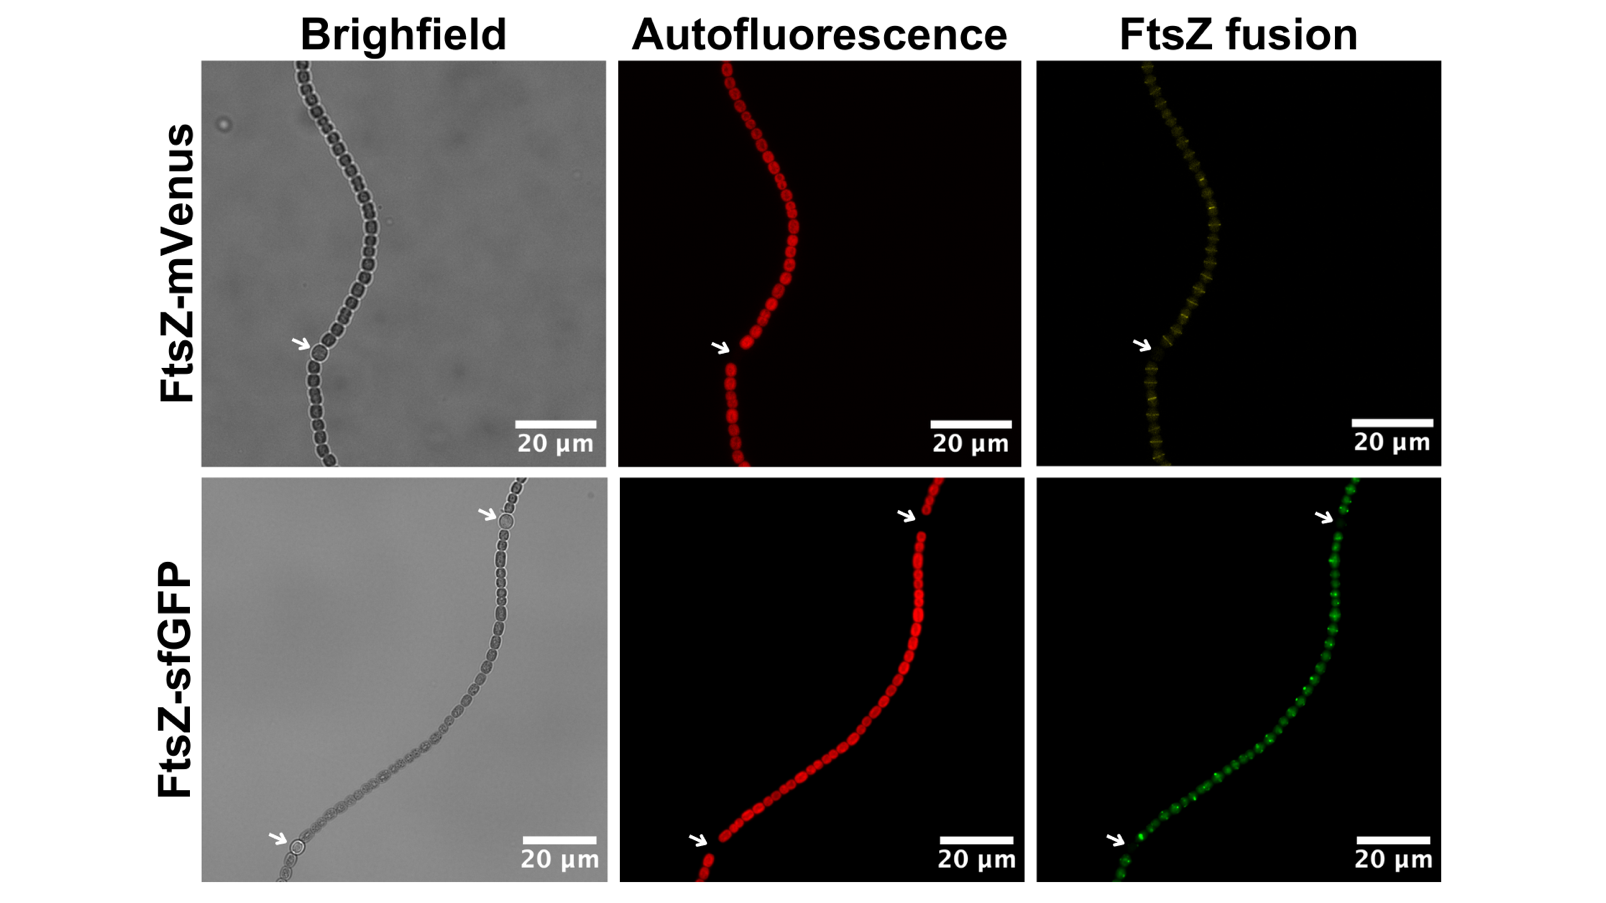 Brighfield
Autofluorescence
FtsZ fusion
FtsZ-mVenus
20 µm
20 µm
20 µm
FtsZ-sfGFP
20 µm
20 µm
20 µm